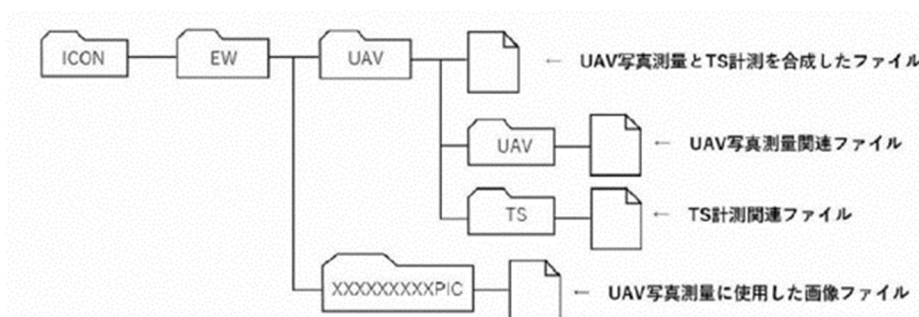 ICON
EW
UAV
← UAV写真測量とTS計測を合成したファイル
UAV
← UAV写真測量関連ファイル
TS
← TS計測関連ファイル
XXXXXXXXXPIC
← UAV写真測量に使用した画像ファイル